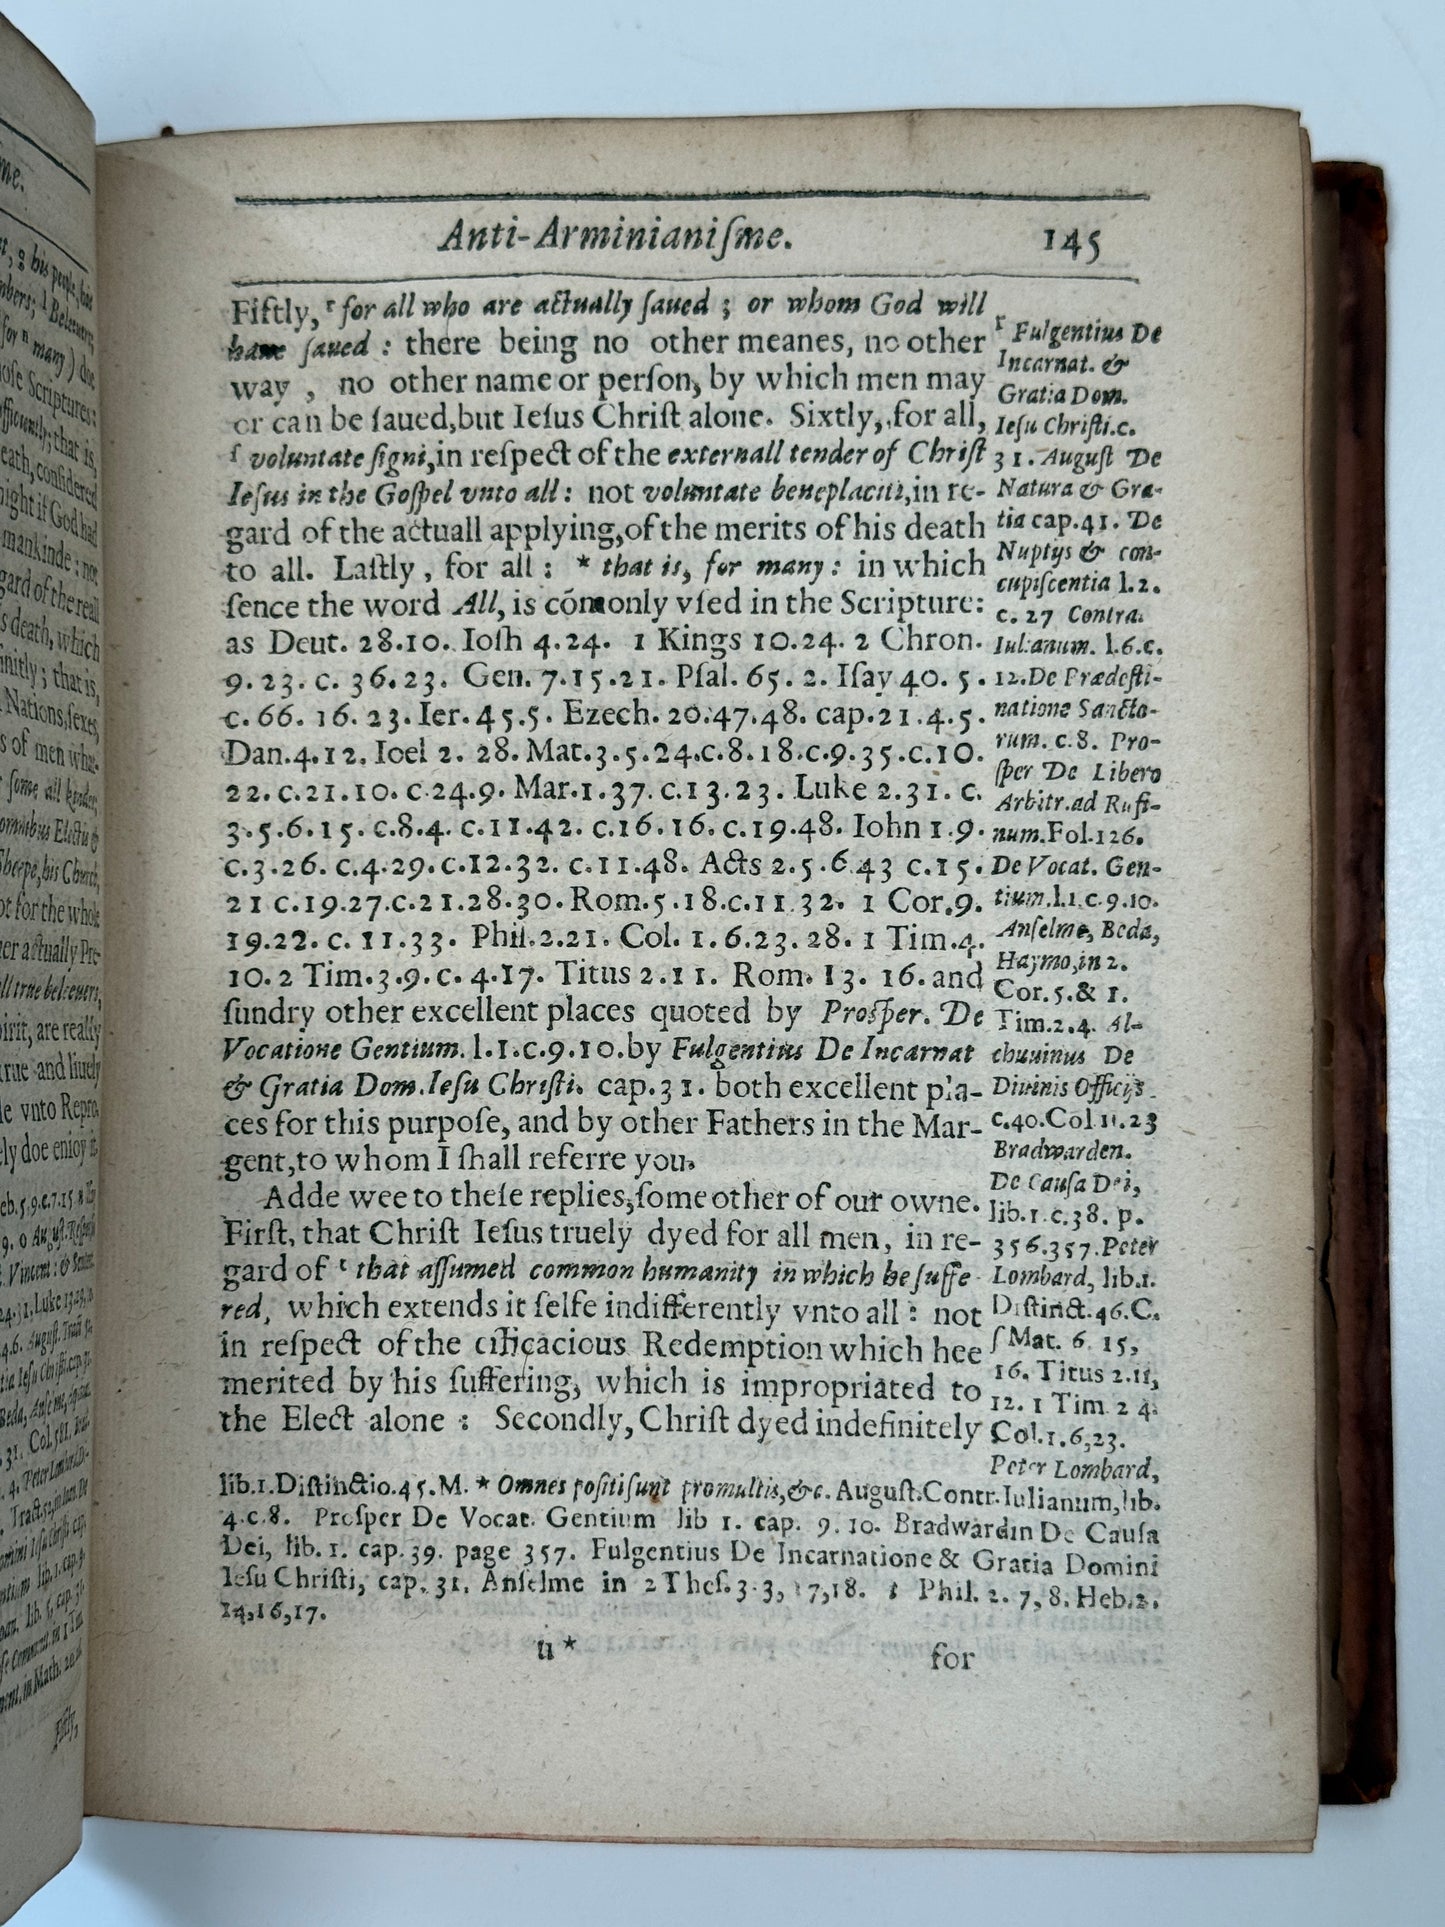 Anti-Arminianiſme. 145
Fiftly, ʳ for all who are actually ſaued ; or whom God will
haue ſaued : there being no other meanes, no other
way , no other name or perſon, by which men may
or can be ſaued, but Ieſus Chriſt alone. Sixtly, for all,
ſ voluntate ſigni, in reſpect of the externall tender of Chriſt
Ieſus in the Goſpel vnto all : not voluntate beneplaciti, in re-
gard of the actuall applying, of the merits of his death
to all. Laſtly , for all : * that is, for many : in which
ſence the word All, is cōmonly vſed in the Scripture:
as Deut. 28.10. Ioſh 4.24. 1 Kings 10.24. 2 Chron.
9.23. c. 36.23. Gen. 7.15.21. Pſal. 65. 2. Iſay 40. 5.
c. 66. 16. 23. Ier. 45.5. Ezech. 20.47.48. cap.21.4.5.
Dan.4.12. Ioel 2. 28. Mat.3.5.24.c.8.18.c.9.35.c.10.
22. c.21.10. c.24.9. Mar.1.37. c.13.23. Luke 2.31. c.
3.5.6.15. c.8.4. c.11.42. c.16.16. c.19.48. Iohn 1.9.
c.3.26. c.4.29. c.12.32. c.11.48. Acts 2.5.6.43 c.15.
21 c.19.27.c.21.28.30. Rom.5.18.c.11.32. 1 Cor.9.
19.22. c. 11.33. Phil.2.21. Col. 1.6.23.28. 1 Tim.4.
10. 2 Tim.3.9. c. 4.17. Titus 2.11. Rom. 13. 16. and
ſundry other excellent places quoted by Proſper. De
Vocatione Gentium. l.1.c.9.10. by Fulgentius De Incarnat
& Gratia Dom. Ieſu Chriſti. cap.31. both excellent pla-
ces for this purpoſe, and by other Fathers in the Mar-
gent, to whom I ſhall referre you.
Adde wee to theſe replies, ſome other of our owne.
Firſt, that Chriſt Ieſus truely dyed for all men, in re-
gard of ᵗ that aſſumed common humanity in which he ſuffe
red, which extends it ſelfe indifferently vnto all : not
in reſpect of the efficacious Redemption which hee
merited by his ſuffering, which is impropriated to
the Elect alone : Secondly, Chriſt dyed indefinitely
ʳ Fulgentius De
Incarnat. &
Gratia Dom.
Ieſu Chriſti.c.
31. Auguſt De
Natura & Gra-
tia cap.41. De
Nuptys & con-
cupiſcentia l.2.
c. 27 Contra.
Iulianum. l.6.c.
12. De Prædeſti-
natione Sancto-
rum. c.8. Pro-
ſper De Libero
Arbitr. ad Rufi-
num. Fol.126.
De Vocat. Gen-
tium. l.1. c.9.10.
Anſelme, Beda,
Haymo, in 2.
Cor. 5. & 1.
Tim. 2.4. Al-
chuuinus De
Diuinis Officijs.
c.40. Col 11.23
Bradwarden.
De Cauſa Dei,
lib.1.c.38. p.
356.357. Peter
Lombard, lib.1.
Diſtinct.46.C.
ſ Mat. 6. 15,
16. Titus 2.11,
12. 1 Tim 2 4.
Col.1.6,23.
Peter Lombard,
lib.1. Diſtinctio.45.M. * Omnes poſiti ſunt pro multis, &c. Auguſt. Contr. Iulianum, lib.
4.c.8. Proſper De Vocat. Gentium lib 1. cap. 9. 10. Bradwardin De Cauſa
Dei, lib. 1. cap. 39. page 357. Fulgentius De Incarnatione & Gratia Domini
Ieſu Chriſti, cap. 31. Anſelme in 2 Theſ. 3. 3, 17,18. t Phil. 2. 7, 8. Heb.2.
14,16,17.
u * for